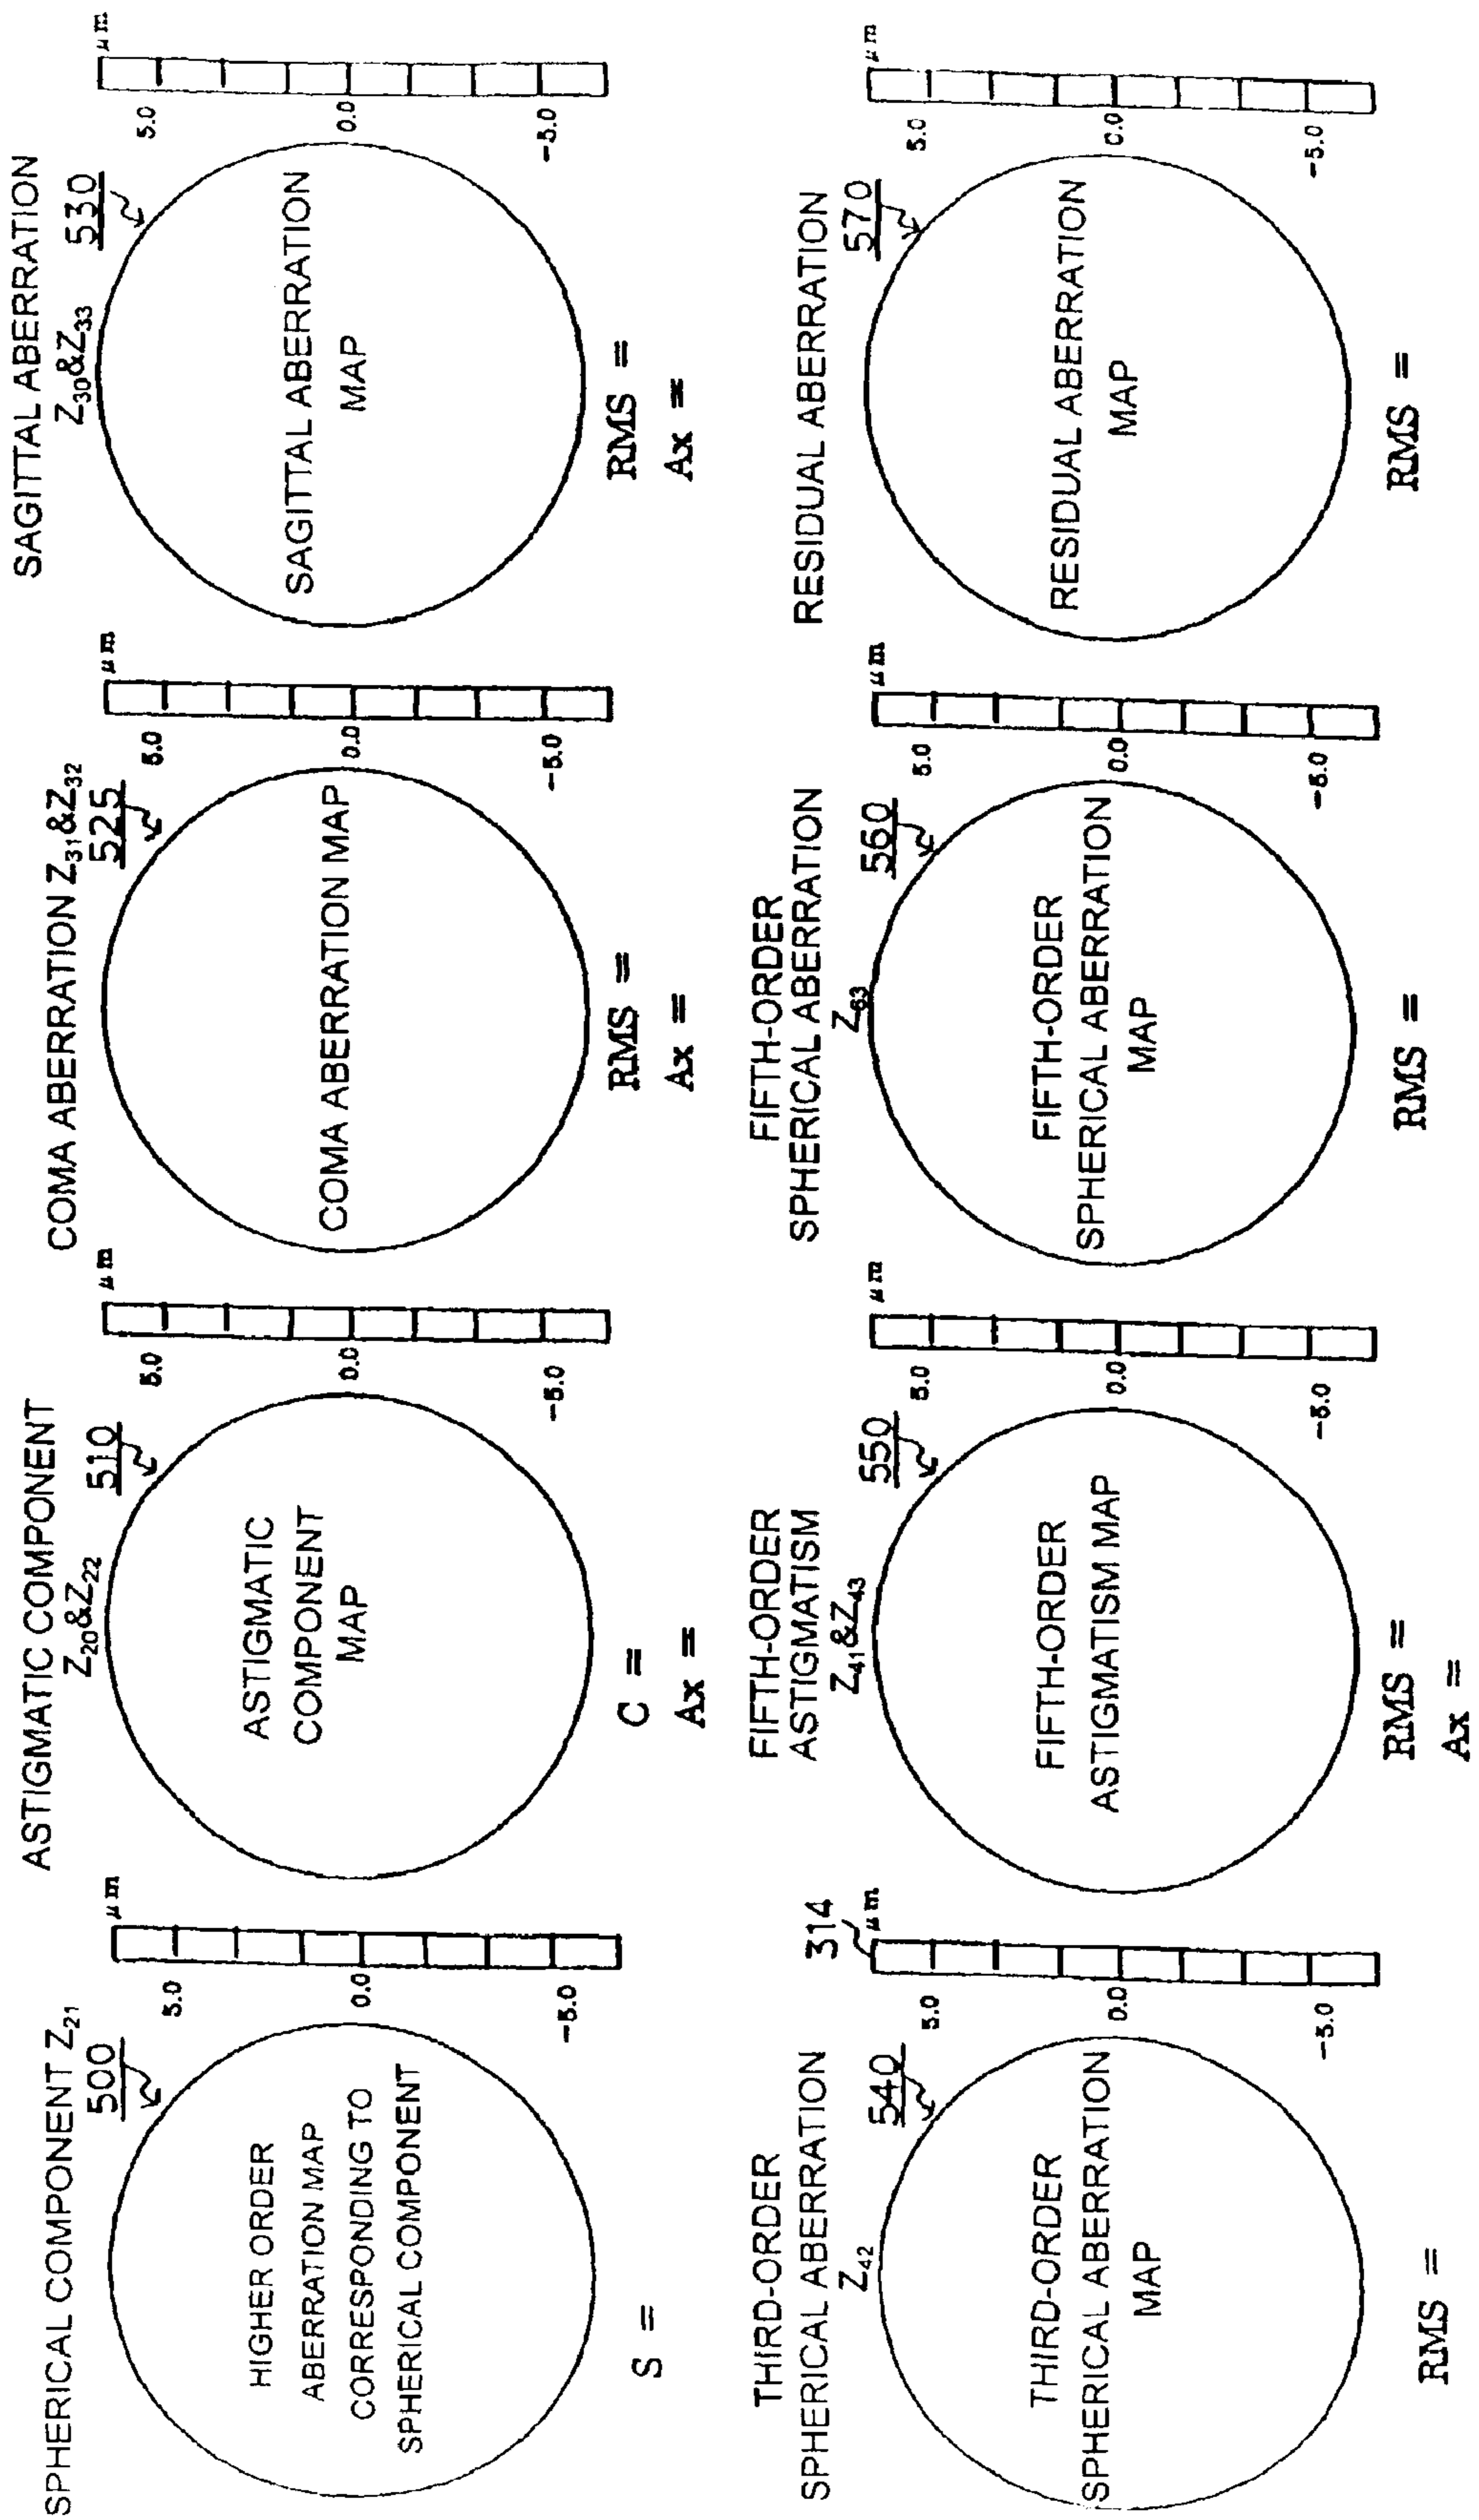 SPHERICAL COMPONENT Z21
500
μm
5.0
0.0
-5.0
HIGHER ORDER
ABERRATION MAP
CORRESPONDING TO
SPHERICAL COMPONENT
S =
ASTIGMATIC COMPONENT
Z20&Z22
510
μm
5.0
0.0
-5.0
ASTIGMATIC
COMPONENT
MAP
C =
Ax =
COMA ABERRATION Z31&Z32
525
μm
5.0
0.0
-5.0
COMA ABERRATION MAP
RMS =
Ax =
SAGITTAL ABERRATION
Z30&Z33
530
μm
5.0
0.0
-5.0
SAGITTAL ABERRATION
MAP
RMS =
Ax =
THIRD-ORDER
SPHERICAL ABERRATION
Z42
540
314
μm
5.0
0.0
-5.0
THIRD-ORDER
SPHERICAL ABERRATION
MAP
RMS =
FIFTH-ORDER
ASTIGMATISM
Z41&Z43
550
μm
5.0
0.0
-5.0
FIFTH-ORDER
ASTIGMATISM MAP
RMS =
Ax =
FIFTH-ORDER
SPHERICAL ABERRATION
Z63
560
μm
5.0
0.0
-5.0
FIFTH-ORDER
SPHERICAL ABERRATION
MAP
RMS =
RESIDUAL ABERRATION
570
μm
5.0
0.0
-5.0
RESIDUAL ABERRATION
MAP
RMS =